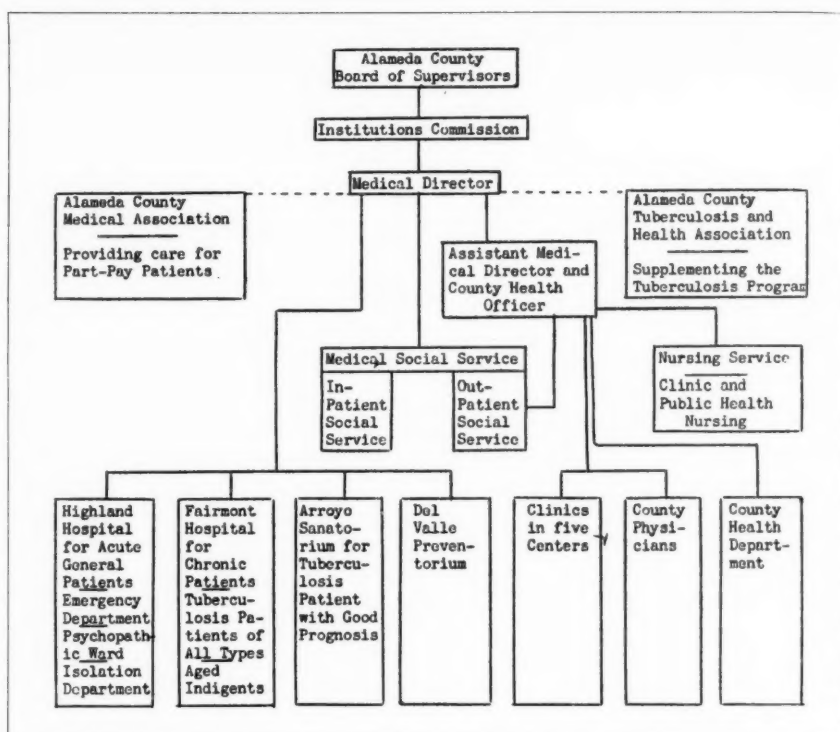 Alameda County
Board of Supervisors
Institutions Commission
Medical Director
Alameda County
Medical Association
Providing care for
Part-Pay Patients
Alameda County
Tuberculosis and
Health Association
Supplementing the
Tuberculosis Program
Assistant Medi-
cal Director and
County Health
Officer
Medical Social Service
In-
Patient
Social
Service
Out-
Patient
Social
Service
Nursing Service
Clinic and
Public Health
Nursing
Highland
Hospital
for Acute
General
Patients
Emergency
Department
Psychopath-
ic Ward
Isolation
Department
Fairmont
Hospital
for
Chronic
Patients
Tubercu-
losis Pa-
tients of
All Types
Aged
Indigents
Arroyo
Sanato-
rium for
Tubercu-
losis
Patient
with Good
Prognosis
Del
Valle
Preven-
torium
Clinics
in five
Centers
County
Physi-
cians
County
Health
Depart-
ment